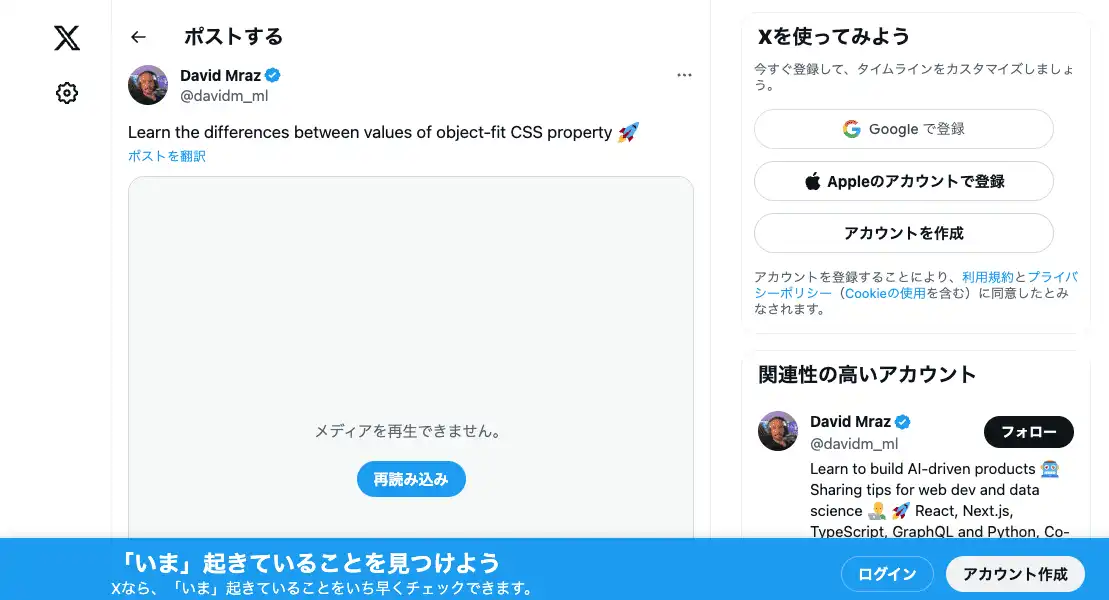 ポストする
David Mraz
@davidm_ml
Learn the differences between values of object-fit CSS property 🚀
ポストを翻訳
メディアを再生できません。
再読み込み
Xを使ってみよう
今すぐ登録して、タイムラインをカスタマイズしましょ
う。
Google で登録
Appleのアカウントで登録
アカウントを作成
アカウントを登録することにより、利用規約とプライバ
シーポリシー（Cookieの使用を含む）に同意したとみ
なされます。
関連性の高いアカウント
David Mraz
@davidm_ml
フォロー
Learn to build AI-driven products 🤖
Sharing tips for web dev and data
science 👨‍💻 🚀 React, Next.js,
TypeScript, GraphQL and Python, Co-
「いま」起きていることを見つけよう
Xなら、「いま」起きていることをいち早くチェックできます。
ログイン
アカウント作成